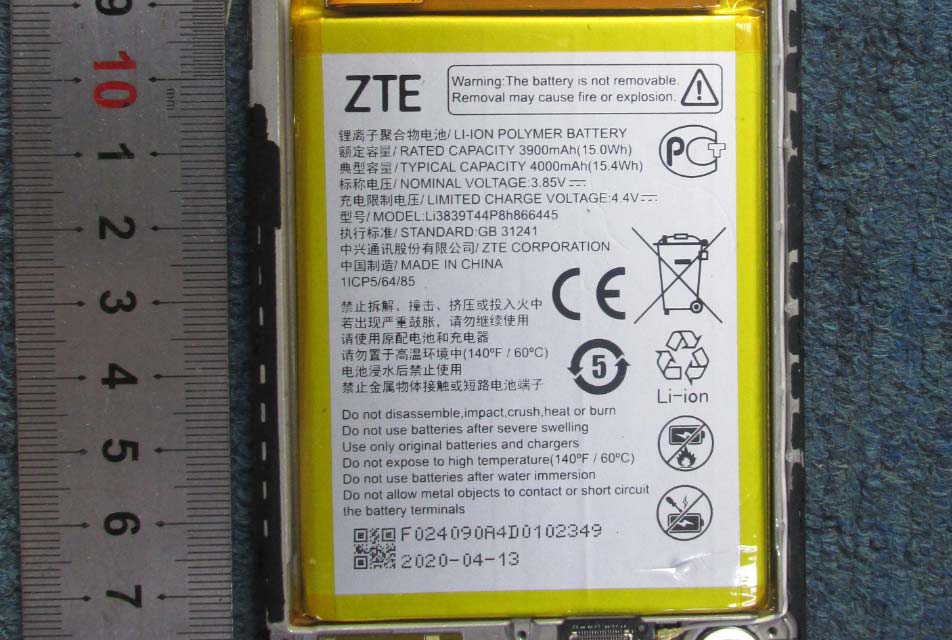 9
10
mm
1
2
3
4
5
6
7
ZTE
Warning:The battery is not removable.
Removal may cause fire or explosion.
锂离子聚合物电池/ LI-ION POLYMER BATTERY
额定容量/ RATED CAPACITY 3900mAh(15.0Wh)
典型容量/ TYPICAL CAPACITY 4000mAh(15.4Wh)
标称电压/ NOMINAL VOLTAGE:3.85V
充电限制电压/ LIMITED CHARGE VOLTAGE:4.4V
型号/ MODEL:Li3839T44P8h866445
执行标准/ STANDARD:GB 31241
中兴通讯股份有限公司/ ZTE CORPORATION
中国制造/ MADE IN CHINA
1ICP5/64/85
PCT
CE
禁止拆解、撞击、挤压或投入火中
若出现严重鼓胀，请勿继续使用
请使用原配电池和充电器
请勿置于高温环境中(140ºF / 60ºC)
电池浸水后禁止使用
禁止金属物体接触或短路电池端子
5
Li-ion
Do not disassemble,impact,crush,heat or burn
Do not use batteries after severe swelling
Use only original batteries and chargers
Do not expose to high temperature(140ºF / 60ºC)
Do not use batteries after water immersion
Do not allow metal objects to contact or short circuit
the battery terminals
F024090A4D0102349
2020-04-13